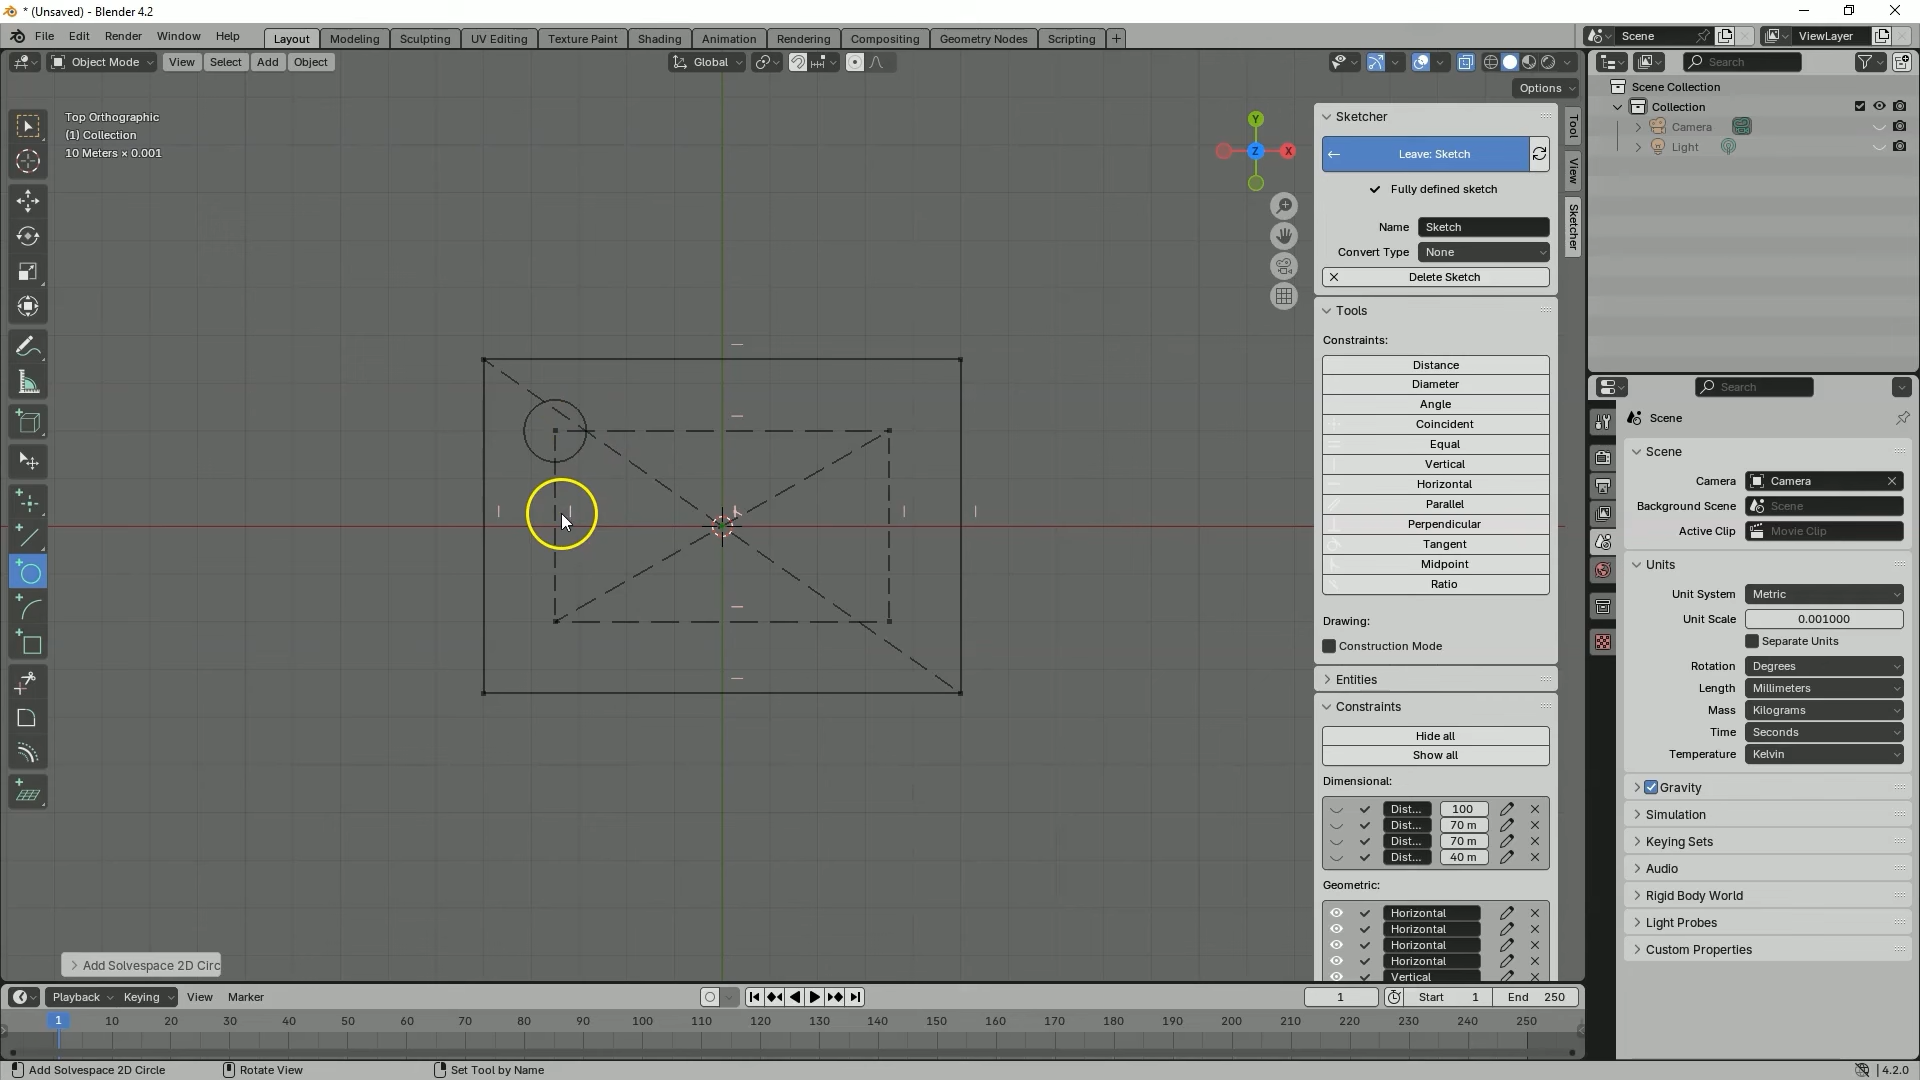 * (Unsaved) - Blender 4.2
File Edit Render Window Help
Layout Modeling Sculpting UV Editing Texture Paint Shading Animation Rendering Compositing Geometry Nodes Scripting +
Scene
ViewLayer
Object Mode View Select Add Object
Global
Search
Options
Top Orthographic
(1) Collection
10 Meters × 0.001
Y
Z
X
Tool
View
Sketcher
Sketcher
Leave: Sketch
Fully defined sketch
Name Sketch
Convert Type None
Delete Sketch
Tools
Constraints:
Distance
Diameter
Angle
Coincident
Equal
Vertical
Horizontal
Parallel
Perpendicular
Tangent
Midpoint
Ratio
Drawing:
Construction Mode
Entities
Constraints
Hide all
Show all
Dimensional:
Dist... 100
Dist... 70 m
Dist... 70 m
Dist... 40 m
Geometric:
Horizontal
Horizontal
Horizontal
Horizontal
Vertical
Scene Collection
Collection
Camera
Light
Search
Scene
Scene
Camera Camera
Background Scene Scene
Active Clip Movie Clip
Units
Unit System Metric
Unit Scale 0.001000
Separate Units
Rotation Degrees
Length Millimeters
Mass Kilograms
Time Seconds
Temperature Kelvin
Gravity
Simulation
Keying Sets
Audio
Rigid Body World
Light Probes
Custom Properties
Add Solvespace 2D Circ
Playback Keying View Marker
1 Start 1 End 250
1 10 20 30 40 50 60 70 80 90 100 110 120 130 140 150 160 170 180 190 200 210 220 230 240 250
Add Solvespace 2D Circle Rotate View Set Tool by Name
4.2.0